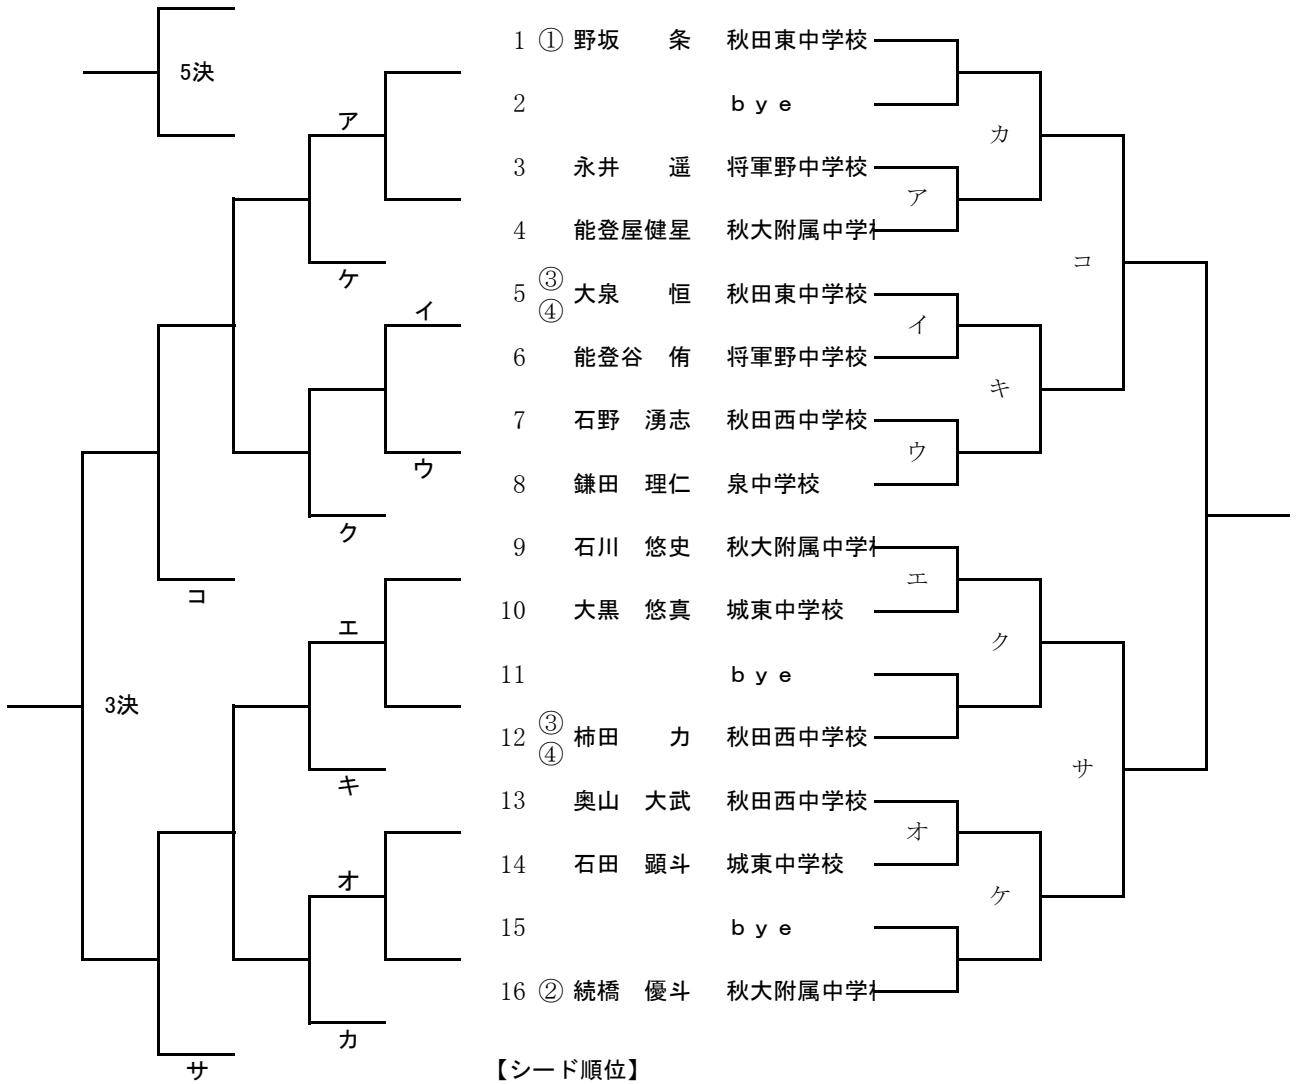 5決
1 ① 野坂　　条 秋田東中学校
2 ｂｙｅ
ア
カ
3 永井　　遥 将軍野中学校
ア
4 能登屋健星 秋大附属中学
コ
ケ
5 ③④ 大泉　　恒 秋田東中学校
イ
イ
6 能登谷　侑 将軍野中学校
キ
7 石野　湧志 秋田西中学校
ウ
ウ
8 鎌田　理仁 泉中学校
ク
9 石川　悠史 秋大附属中学
エ
コ
10 大黒　悠真 城東中学校
エ
ク
11 ｂｙｅ
3決
12 ③④ 柿田　　力 秋田西中学校
サ
キ
13 奥山　大武 秋田西中学校
オ
14 石田　顕斗 城東中学校
オ
ケ
15 ｂｙｅ
16 ② 続橋　優斗 秋大附属中学
カ
サ
【シード順位】